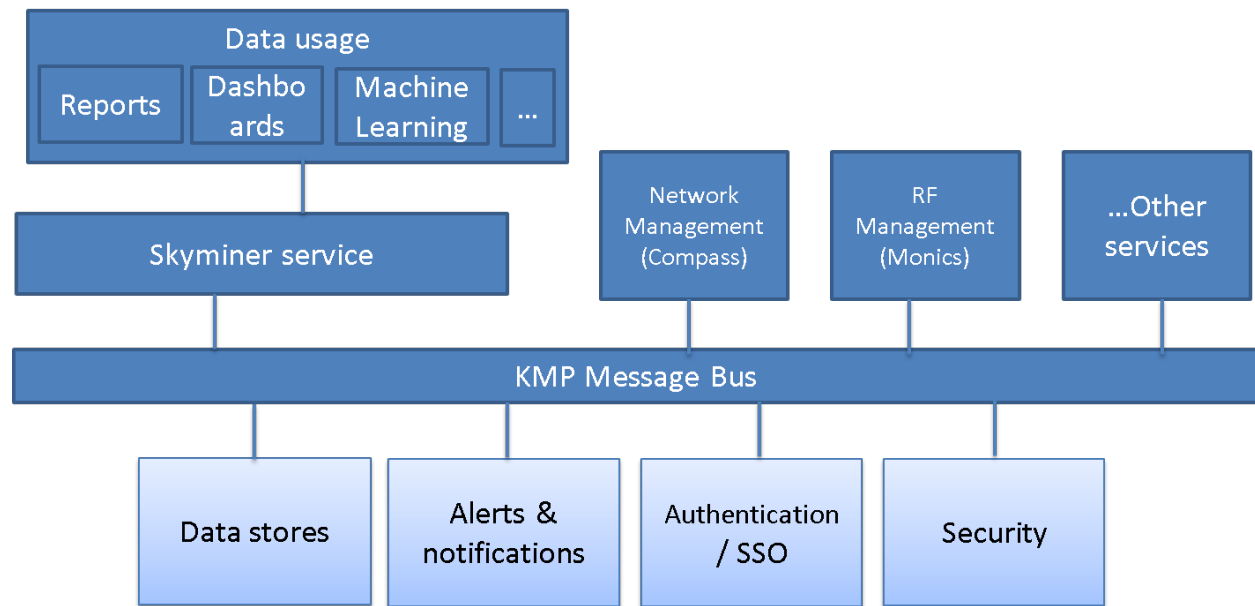 Data usage
Reports
Dashbo
ards
Machine
Learning
...
Skyminer service
Network
Management
(Compass)
RF
Management
(Monics)
...Other
services
KMP Message Bus
Data stores
Alerts &
notifications
Authentication
/ SSO
Security